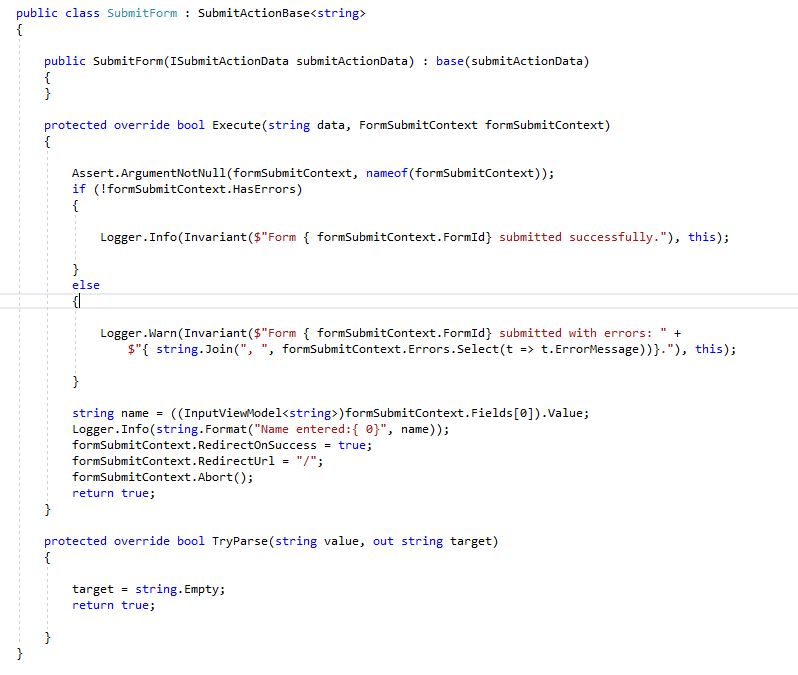 public class SubmitForm : SubmitActionBase<string>
{
public SubmitForm(ISubmitActionData submitActionData) : base(submitActionData)
{
}
protected override bool Execute(string data, FormSubmitContext formSubmitContext)
{
Assert.ArgumentNotNull(formSubmitContext, nameof(formSubmitContext));
if (!formSubmitContext.HasErrors)
{
Logger.Info(Invariant($"Form { formSubmitContext.FormId} submitted successfully."), this);
}
else
{
Logger.Warn(Invariant($"Form { formSubmitContext.FormId} submitted with errors: " +
$"{ string.Join(", ", formSubmitContext.Errors.Select(t => t.ErrorMessage))}."), this);
}
string name = ((InputViewModel<string>)formSubmitContext.Fields[0]).Value;
Logger.Info(string.Format("Name entered:{ 0}", name));
formSubmitContext.RedirectOnSuccess = true;
formSubmitContext.RedirectUrl = "/";
formSubmitContext.Abort();
return true;
}
protected override bool TryParse(string value, out string target)
{
target = string.Empty;
return true;
}
}